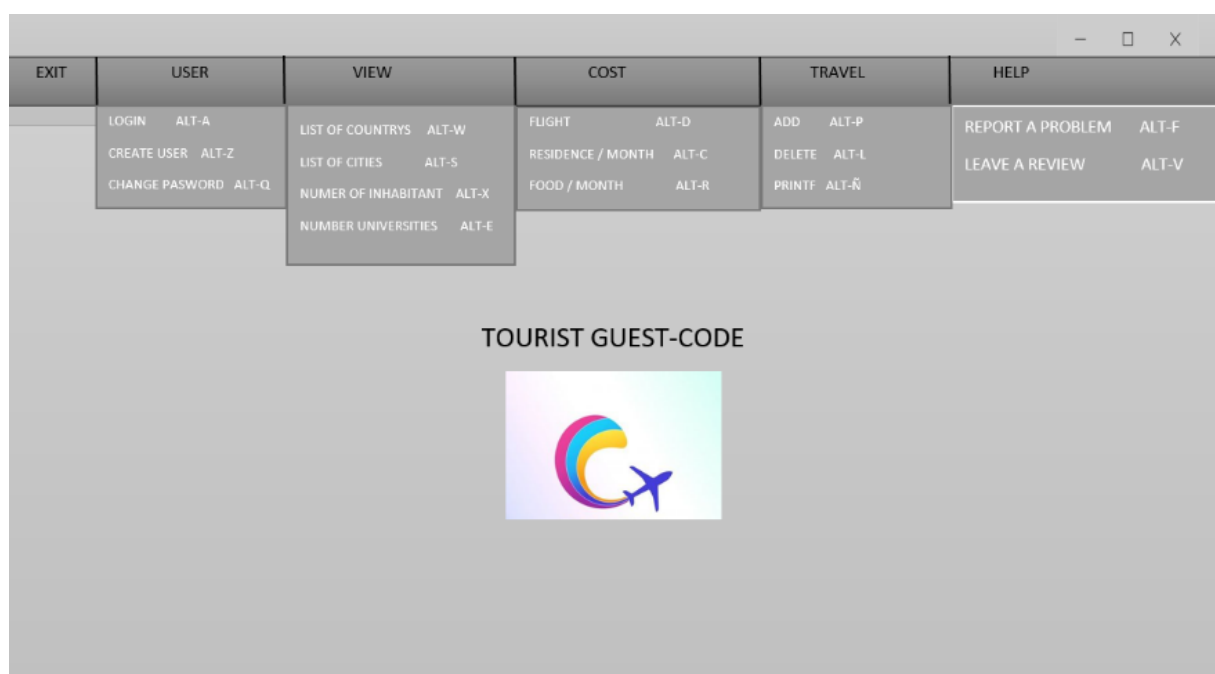 EXIT USER VIEW COST TRAVEL HELP
LOGIN ALT-A
CREATE USER ALT-Z
CHANGE PASWORD ALT-Q
LIST OF COUNTRYS ALT-W
LIST OF CITIES ALT-S
NUMER OF INHABITANT ALT-X
NUMBER UNIVERSITIES ALT-E
FLIGHT ALT-D
RESIDENCE / MONTH ALT-C
FOOD / MONTH ALT-R
ADD ALT-P
DELETE ALT-L
PRINTF ALT-Ñ
REPORT A PROBLEM ALT-F
LEAVE A REVIEW ALT-V
TOURIST GUEST-CODE